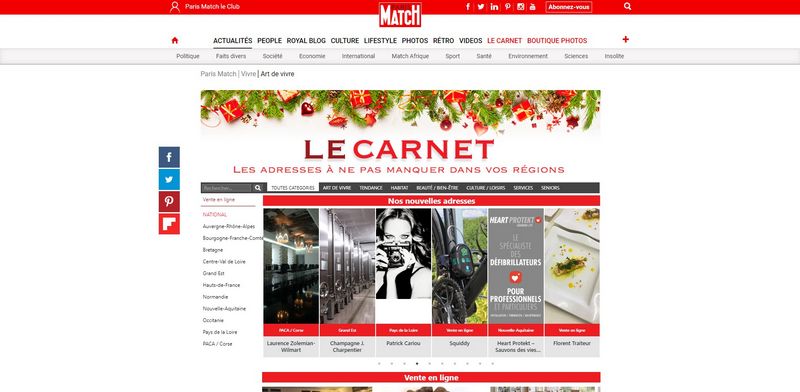 Paris Match le Club
PARIS
MATCH
Abonnez-vous
ACTUALITÉS PEOPLE ROYAL BLOG CULTURE LIFESTYLE PHOTOS RÉTRO VIDEOS LE CARNET BOUTIQUE PHOTOS
Politique Faits divers Société Economie International Match Afrique Sport Santé Environnement Sciences Insolite
Paris Match | Vivre | Art de vivre
LE CARNET
LES ADRESSES À NE PAS MANQUER DANS VOS RÉGIONS
Recherche...
TOUTES CATEGORIES ART DE VIVRE TENDANCE HABITAT BEAUTÉ / BIEN-ÊTRE CULTURE / LOISIRS SERVICES SENIORS
Vente en ligne
NATIONAL
Auvergne-Rhône-Alpes
Bourgogne-Franche-Comté
Bretagne
Centre-Val de Loire
Grand Est
Hauts-de-France
Normandie
Nouvelle-Aquitaine
Occitanie
Pays de la Loire
PACA / Corse
Nos nouvelles adresses
HEART PROTEKT
LE
SPÉCIALISTE
DES
DÉFIBRILLATEURS
POUR
PROFESSIONNELS
ET PARTICULIERS
PACA / Corse Grand Est Pays de la Loire Vente en ligne Nouvelle-Aquitaine Vente en ligne
Laurence Zolemian-Wilmart
Champagne J. Charpentier
Patrick Cariou
Squiddy
Heart Protekt – Sauvons des vies...
Florent Traiteur
Vente en ligne